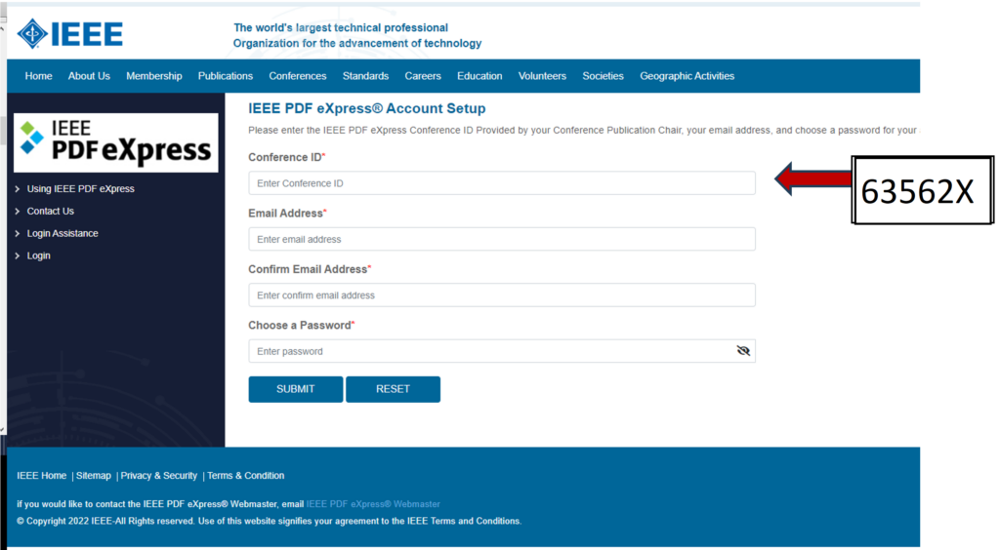 IEEE
The world's largest technical professional
Organization for the advancement of technology
Home About Us Membership Publications Conferences Standards Careers Education Volunteers Societies Geographic Activities
IEEE
PDF eXpress
> Using IEEE PDF eXpress
> Contact Us
> Login Assistance
> Login
IEEE PDF eXpress® Account Setup
Please enter the IEEE PDF eXpress Conference ID Provided by your Conference Publication Chair, your email address, and choose a password for your
Conference ID*
Enter Conference ID
63562X
Email Address*
Enter email address
Confirm Email Address*
Enter confirm email address
Choose a Password*
Enter password
SUBMIT RESET
IEEE Home | Sitemap | Privacy & Security | Terms & Condition
if you would like to contact the IEEE PDF eXpress® Webmaster, email IEEE PDF eXpress® Webmaster
© Copyright 2022 IEEE-All Rights reserved. Use of this website signifies your agreement to the IEEE Terms and Conditions.